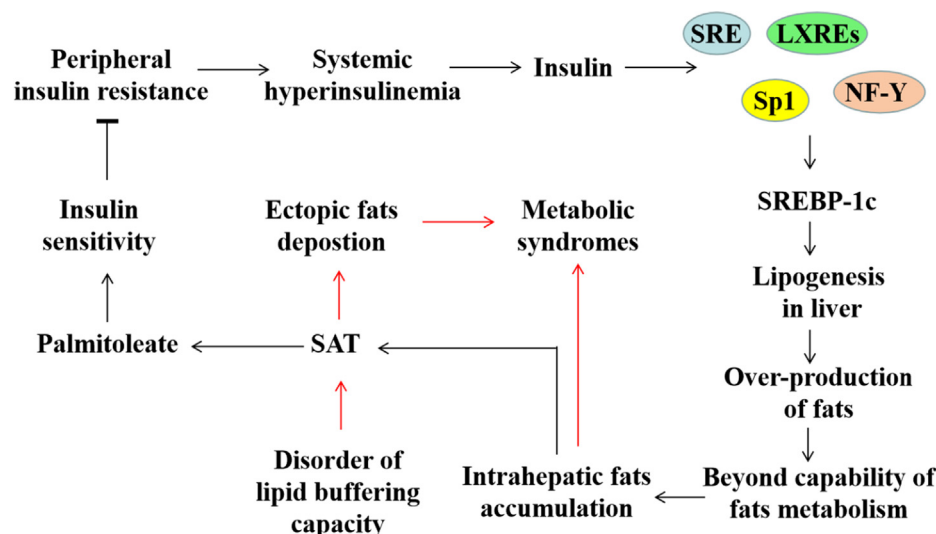 SRE
LXREs
Peripheral
insulin resistance
Systemic
hyperinsulinemia
Insulin
Sp1
NF-Y
Insulin
sensitivity
Ectopic fats
depostion
Metabolic
syndromes
SREBP-1c
Lipogenesis
in liver
Palmitoleate
SAT
Over-production
of fats
Disorder of
lipid buffering
capacity
Intrahepatic fats
accumulation
Beyond capability of
fats metabolism